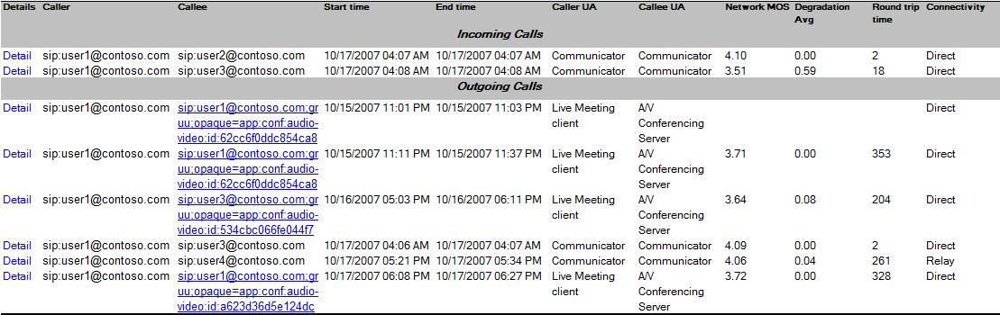 Details Caller Callee Start time End time Caller UA Callee UA Network MOS Degradation Avg Round trip time Connectivity
Incoming Calls
Detail sip:user1@contoso.com sip:user2@contoso.com 10/17/2007 04:07 AM 10/17/2007 04:07 AM Communicator Communicator 4.10 0.00 2 Direct
Detail sip:user1@contoso.com sip:user3@contoso.com 10/17/2007 04:08 AM 10/17/2007 04:08 AM Communicator Communicator 3.51 0.59 18 Direct
Outgoing Calls
Detail sip:user1@contoso.com sip:user1@contoso.com;gr 10/15/2007 11:01 PM 10/15/2007 11:03 PM Live Meeting A/V Direct
uu;opaque=app:conf:audio- client Conferencing
video:id:62cc6f0ddc854ca8 Server
Detail sip:user1@contoso.com sip:user1@contoso.com;gr 10/15/2007 11:11 PM 10/15/2007 11:37 PM Live Meeting A/V 3.71 0.00 353 Direct
uu;opaque=app:conf:audio- client Conferencing
video:id:62cc6f0ddc854ca8 Server
Detail sip:user1@contoso.com sip:user3@contoso.com;gr 10/16/2007 05:03 PM 10/16/2007 06:11 PM Live Meeting A/V 3.64 0.08 204 Direct
uu;opaque=app:conf:audio- client Conferencing
video:id:534cbc066fe044f7 Server
Detail sip:user1@contoso.com sip:user3@contoso.com 10/17/2007 04:06 AM 10/17/2007 04:07 AM Communicator Communicator 4.09 0.00 2 Direct
Detail sip:user1@contoso.com sip:user4@contoso.com 10/17/2007 05:21 PM 10/17/2007 05:34 PM Communicator Communicator 4.06 0.04 261 Relay
Detail sip:user1@contoso.com sip:user1@contoso.com;gr 10/17/2007 06:08 PM 10/17/2007 06:27 PM Live Meeting A/V 3.72 0.00 328 Direct
uu;opaque=app:conf:audio- client Conferencing
video:id:a623d36d5e124dc Server